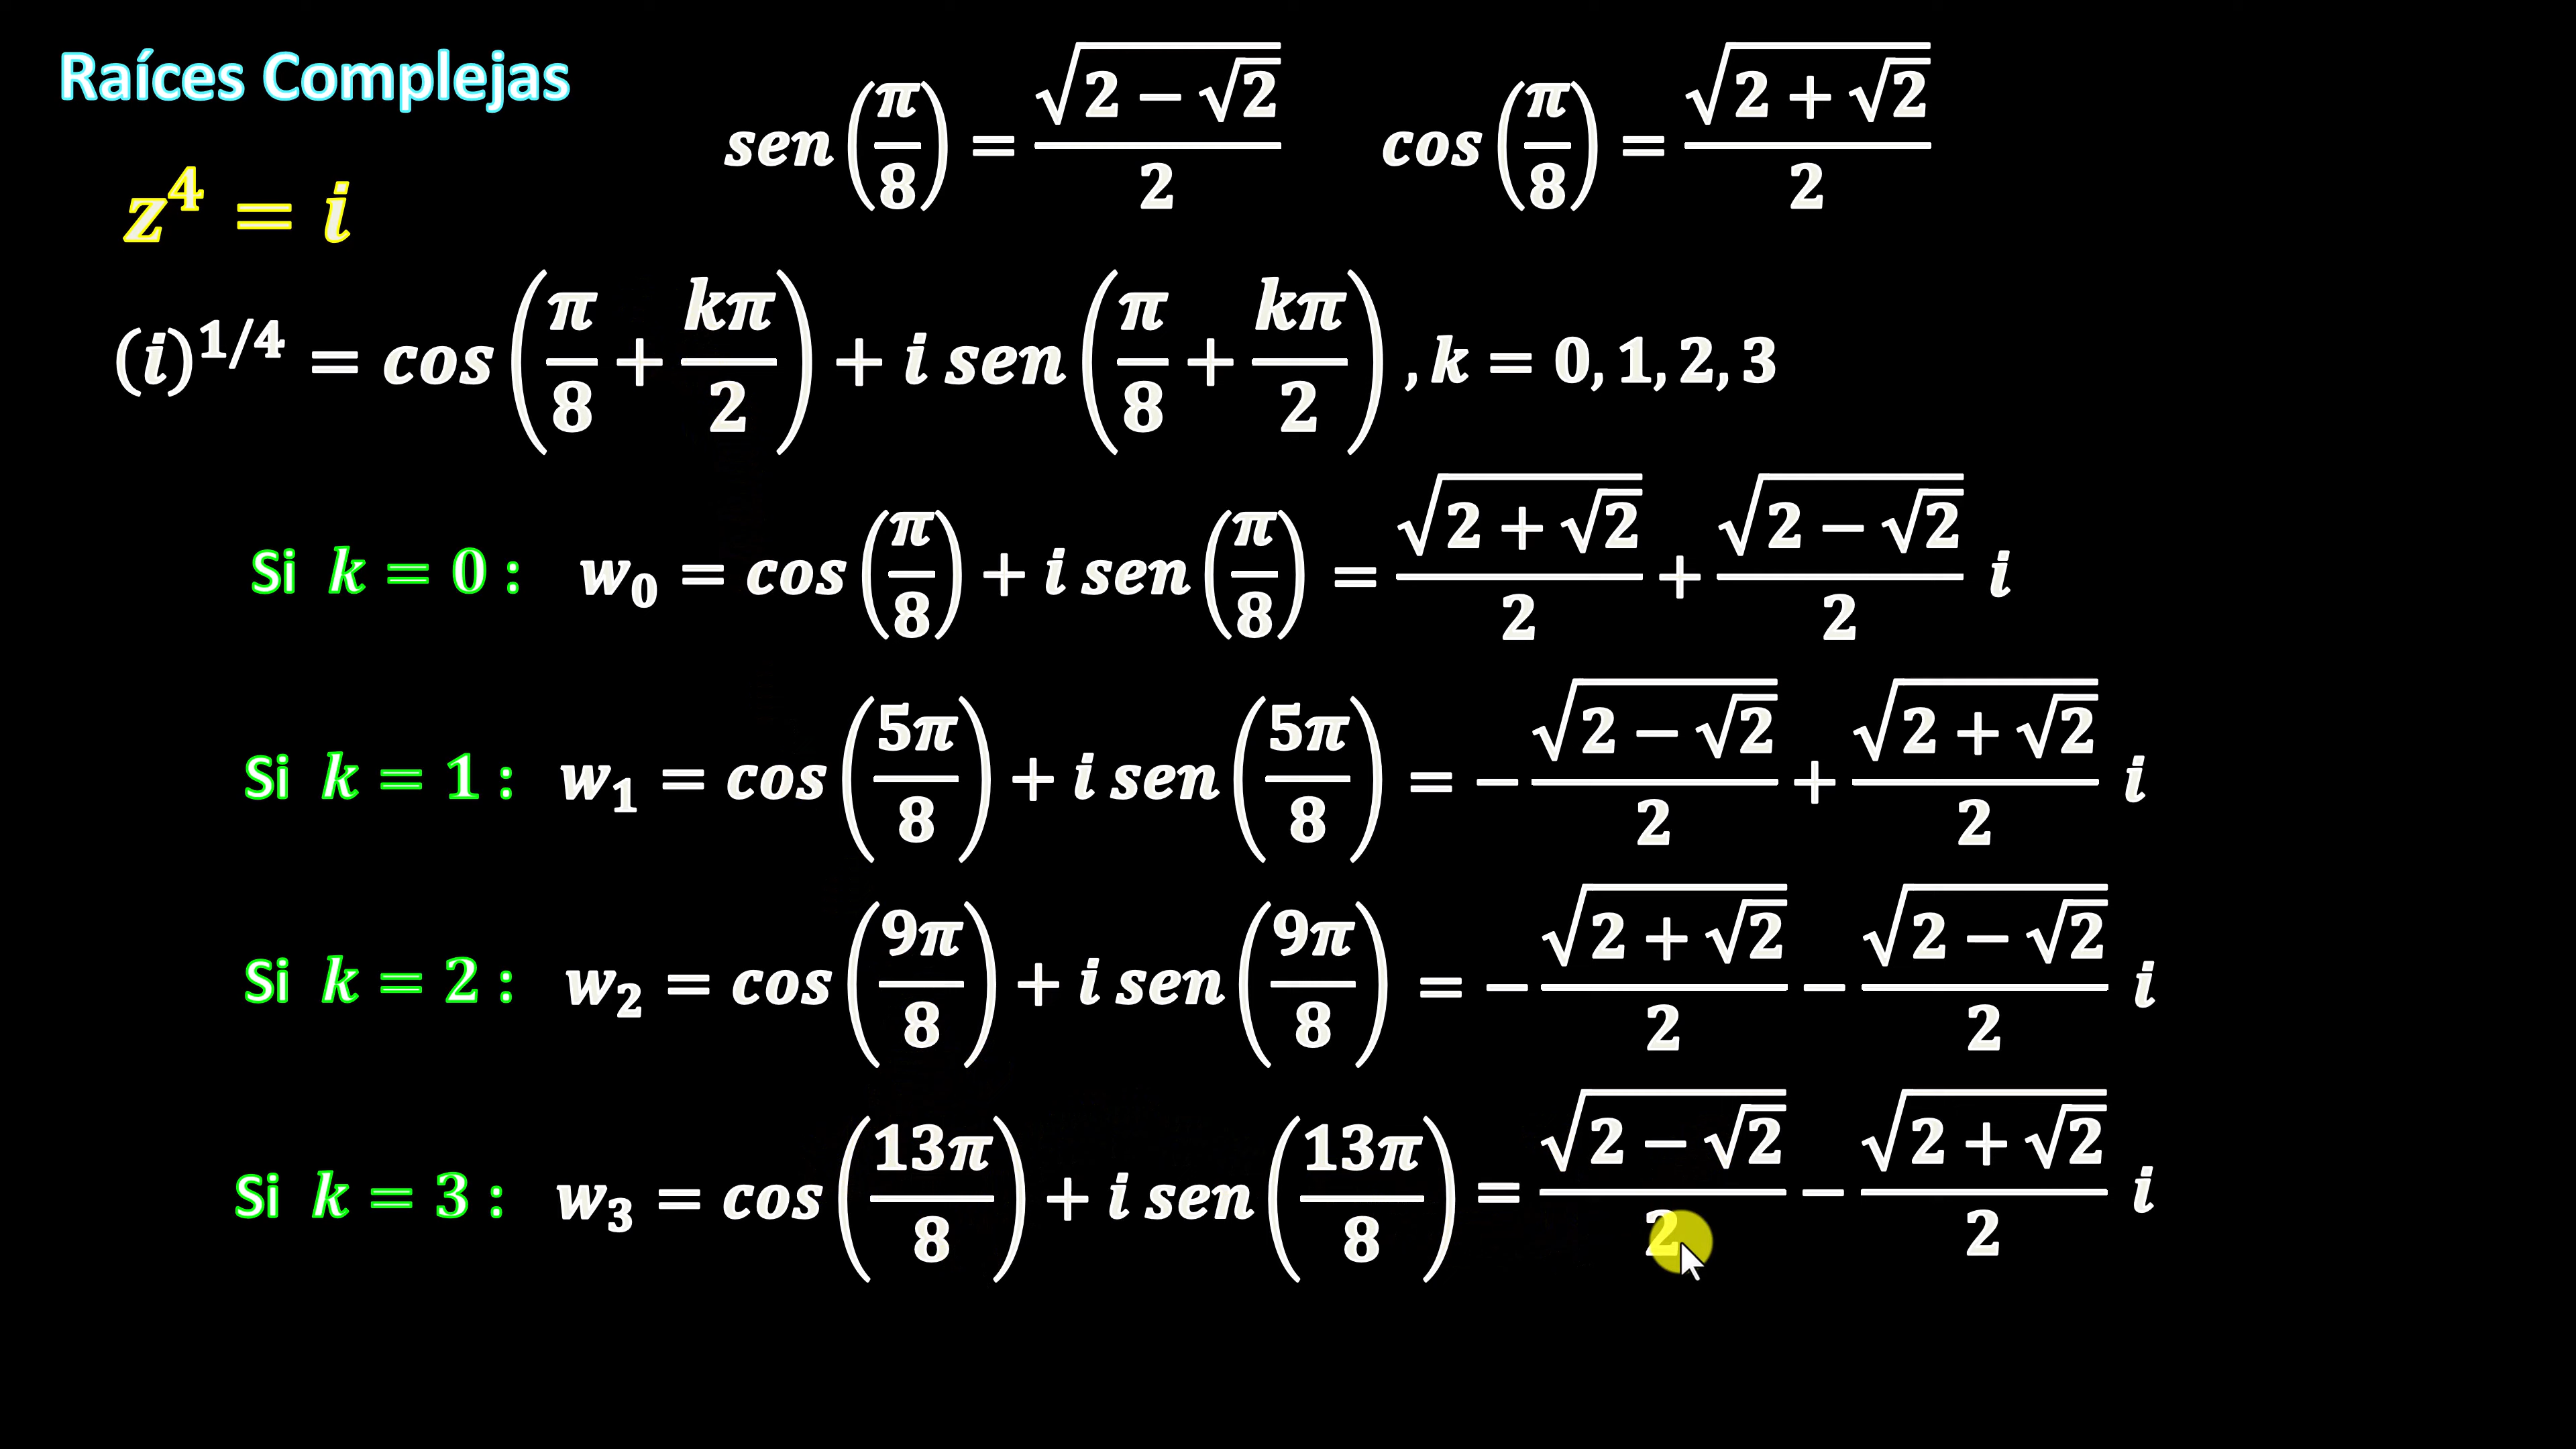 Raíces Complejas
sen(π/8) = √(2 − √2)/2    cos(π/8) = √(2 + √2)/2
z⁴ = i
(i)^{1/4} = cos(π/8 + kπ/2) + i sen(π/8 + kπ/2) , k = 0, 1, 2, 3
Si k = 0 : w₀ = cos(π/8) + i sen(π/8) = √(2 + √2)/2 + √(2 − √2)/2 i
Si k = 1 : w₁ = cos(5π/8) + i sen(5π/8) = − √(2 − √2)/2 + √(2 + √2)/2 i
Si k = 2 : w₂ = cos(9π/8) + i sen(9π/8) = − √(2 + √2)/2 − √(2 − √2)/2 i
Si k = 3 : w₃ = cos(13π/8) + i sen(13π/8) = √(2 − √2)/2 − √(2 + √2)/2 i